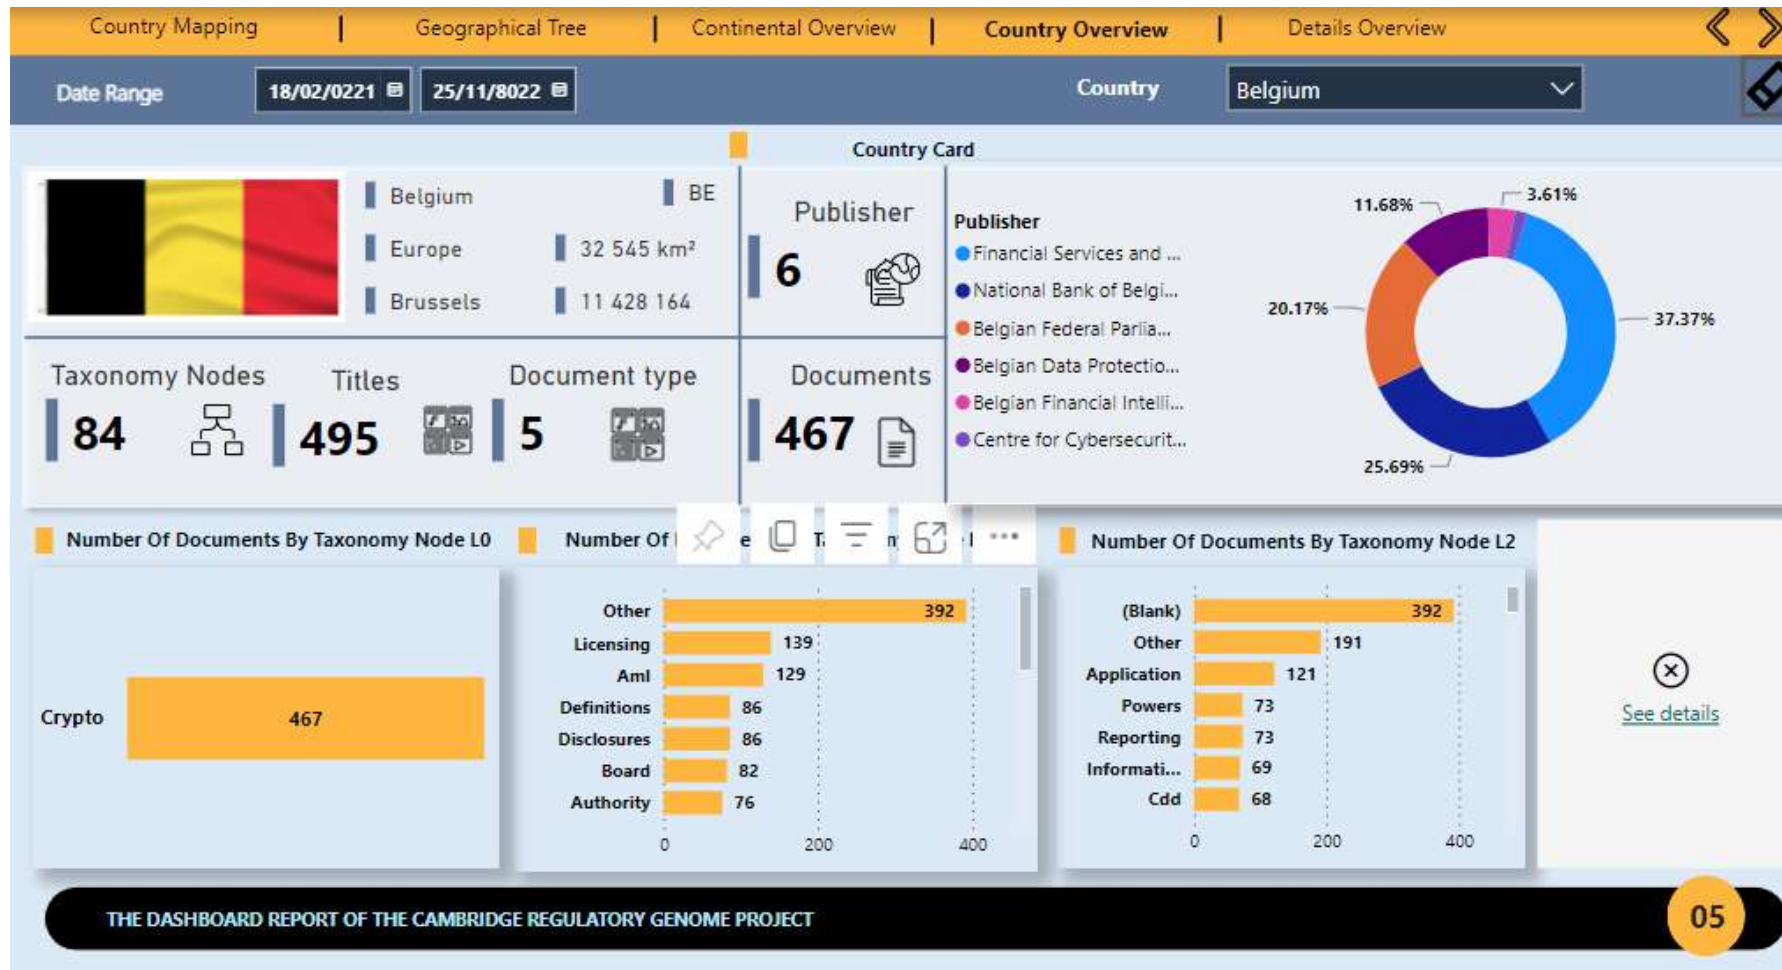 Country Mapping | Geographical Tree | Continental Overview | Country Overview | Details Overview
Date Range 18/02/0221 25/11/8022 Country Belgium
Country Card
Belgium BE
Europe 32 545 km²
Brussels 11 428 164
Publisher
6
Taxonomy Nodes
84
Titles
495
Document type
5
Documents
467
Publisher
Financial Services and ...
National Bank of Belgi...
Belgian Federal Parlia...
Belgian Data Protectio...
Belgian Financial Intelli...
Centre for Cybersecurit...
3.61%
11.68%
20.17%
37.37%
25.69%
Number Of Documents By Taxonomy Node L0
Crypto 467
Number Of
Other 392
Licensing 139
Aml 129
Definitions 86
Disclosures 86
Board 82
Authority 76
0 200 400
Number Of Documents By Taxonomy Node L2
(Blank) 392
Other 191
Application 121
Powers 73
Reporting 73
Informati... 69
Cdd 68
0 200 400
See details
THE DASHBOARD REPORT OF THE CAMBRIDGE REGULATORY GENOME PROJECT
05